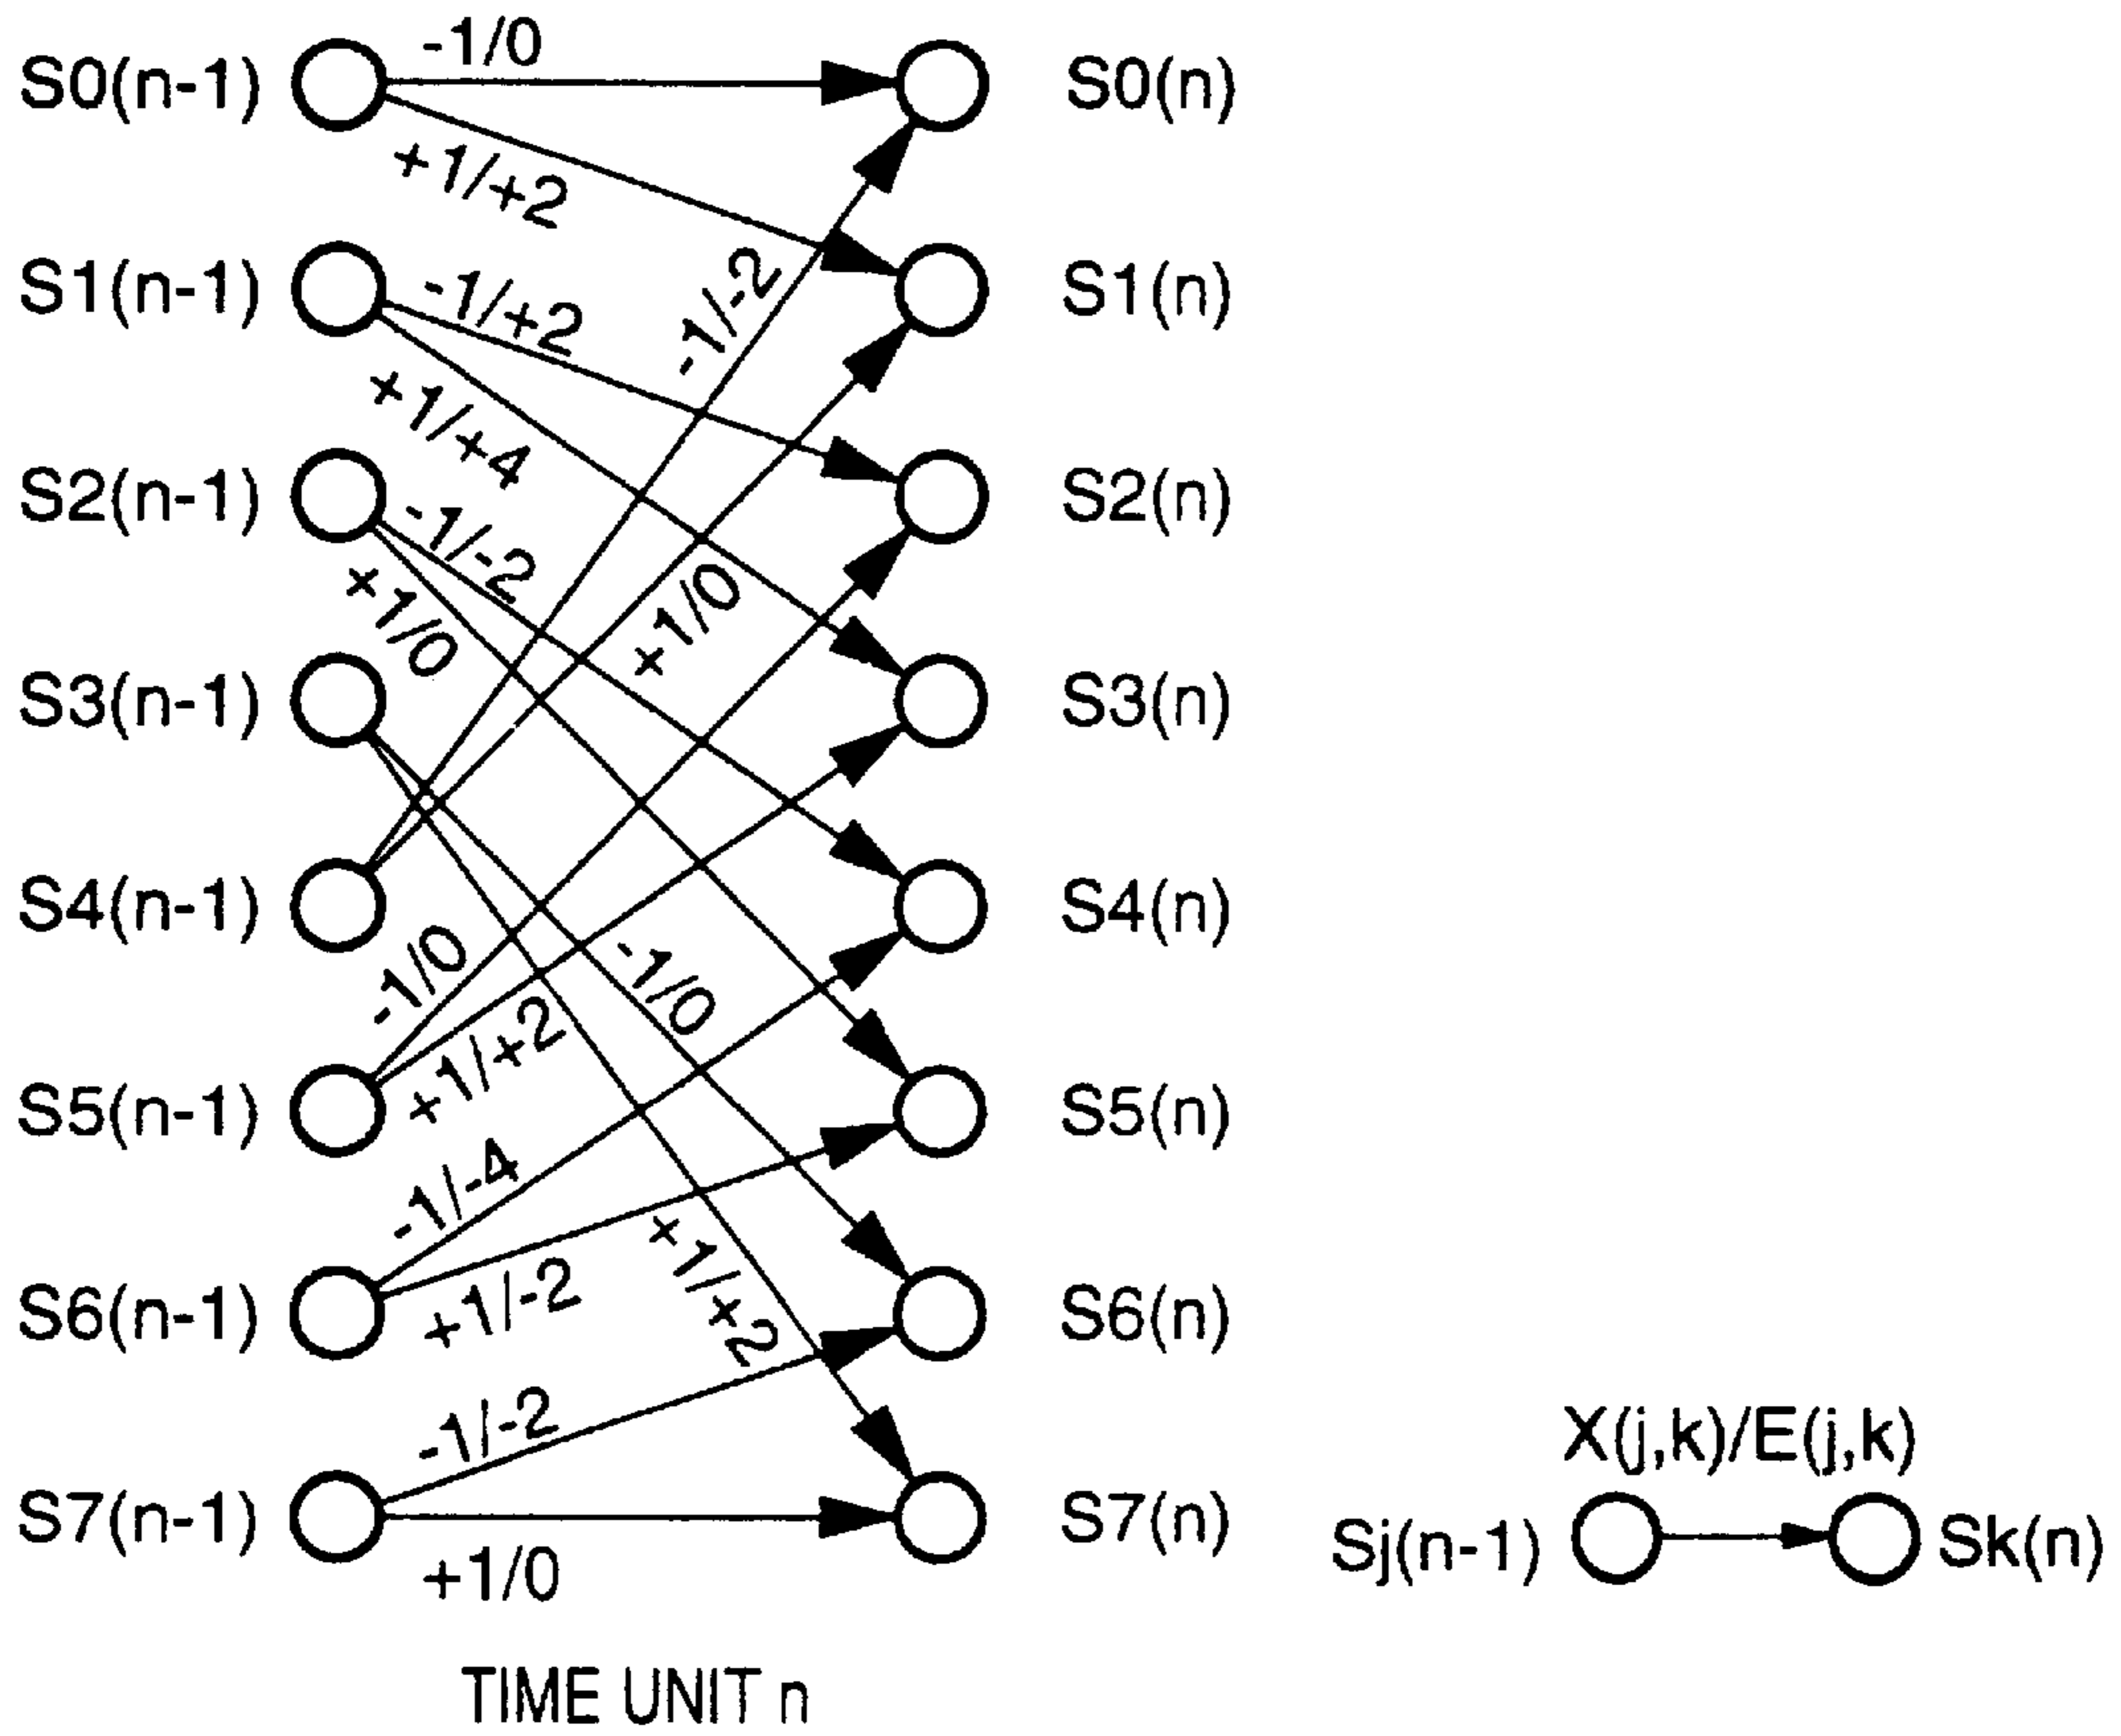 S0(n-1) -1/0 S0(n)
+1/+2
S1(n-1) -1/+2 -1/-2 S1(n)
+1/+4
S2(n-1) -1/-2 S2(n)
+1/0 +1/0
S3(n-1) S3(n)
S4(n-1) S4(n)
-1/0 -1/0
S5(n-1) +1/+2 S5(n)
-1/-4
S6(n-1) +1/-2 +1/+2 S6(n)
-1/-2 X(j,k)/E(j,k)
S7(n-1) S7(n) Sj(n-1) Sk(n)
+1/0
TIME UNIT n